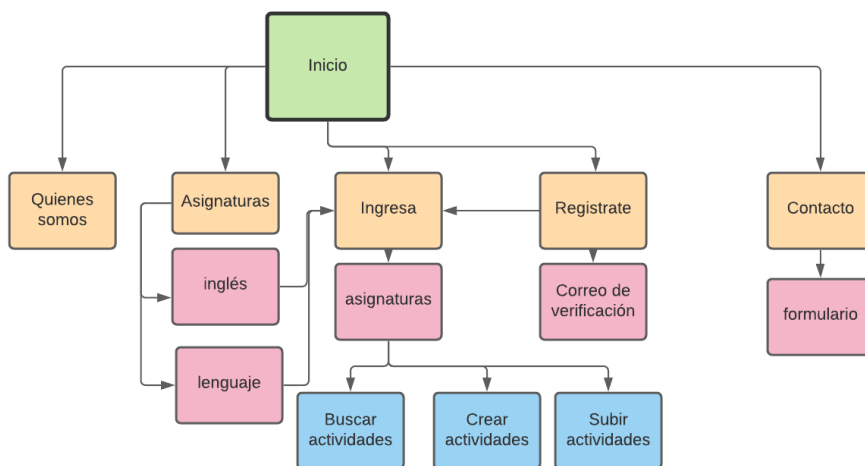 Inicio
Quienes
somos
Asignaturas
Ingresa
Registrate
Contacto
inglés
asignaturas
Correo de
verificación
formulario
lenguaje
Buscar
actividades
Crear
actividades
Subir
actividades